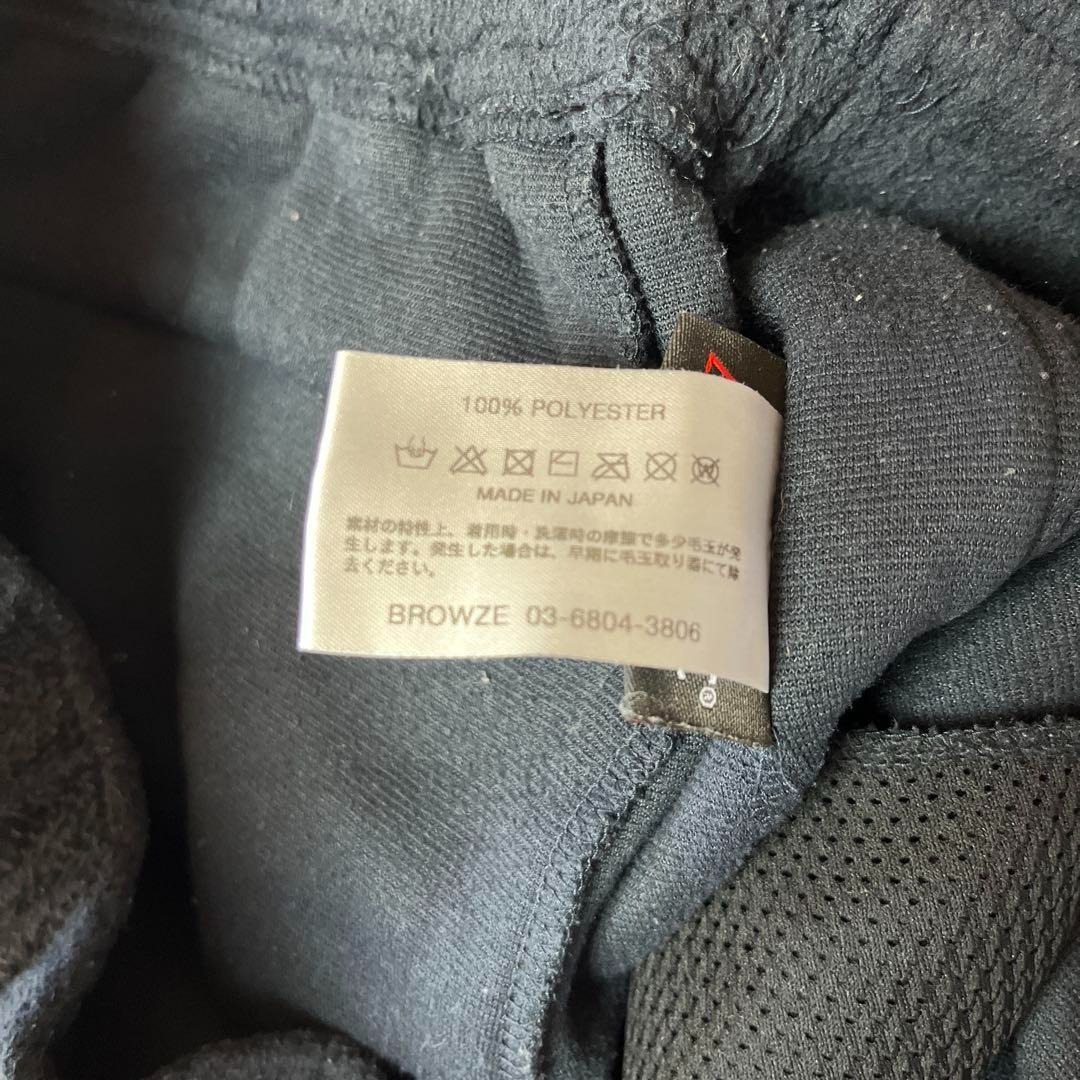 100% POLYESTER
MADE IN JAPAN
素材の特性上、着用時・洗濯時の摩擦で多少毛玉が発
生します。発生した場合は、早期に毛玉取り器にて除
去ください。
BROWZE 03-6804-3806